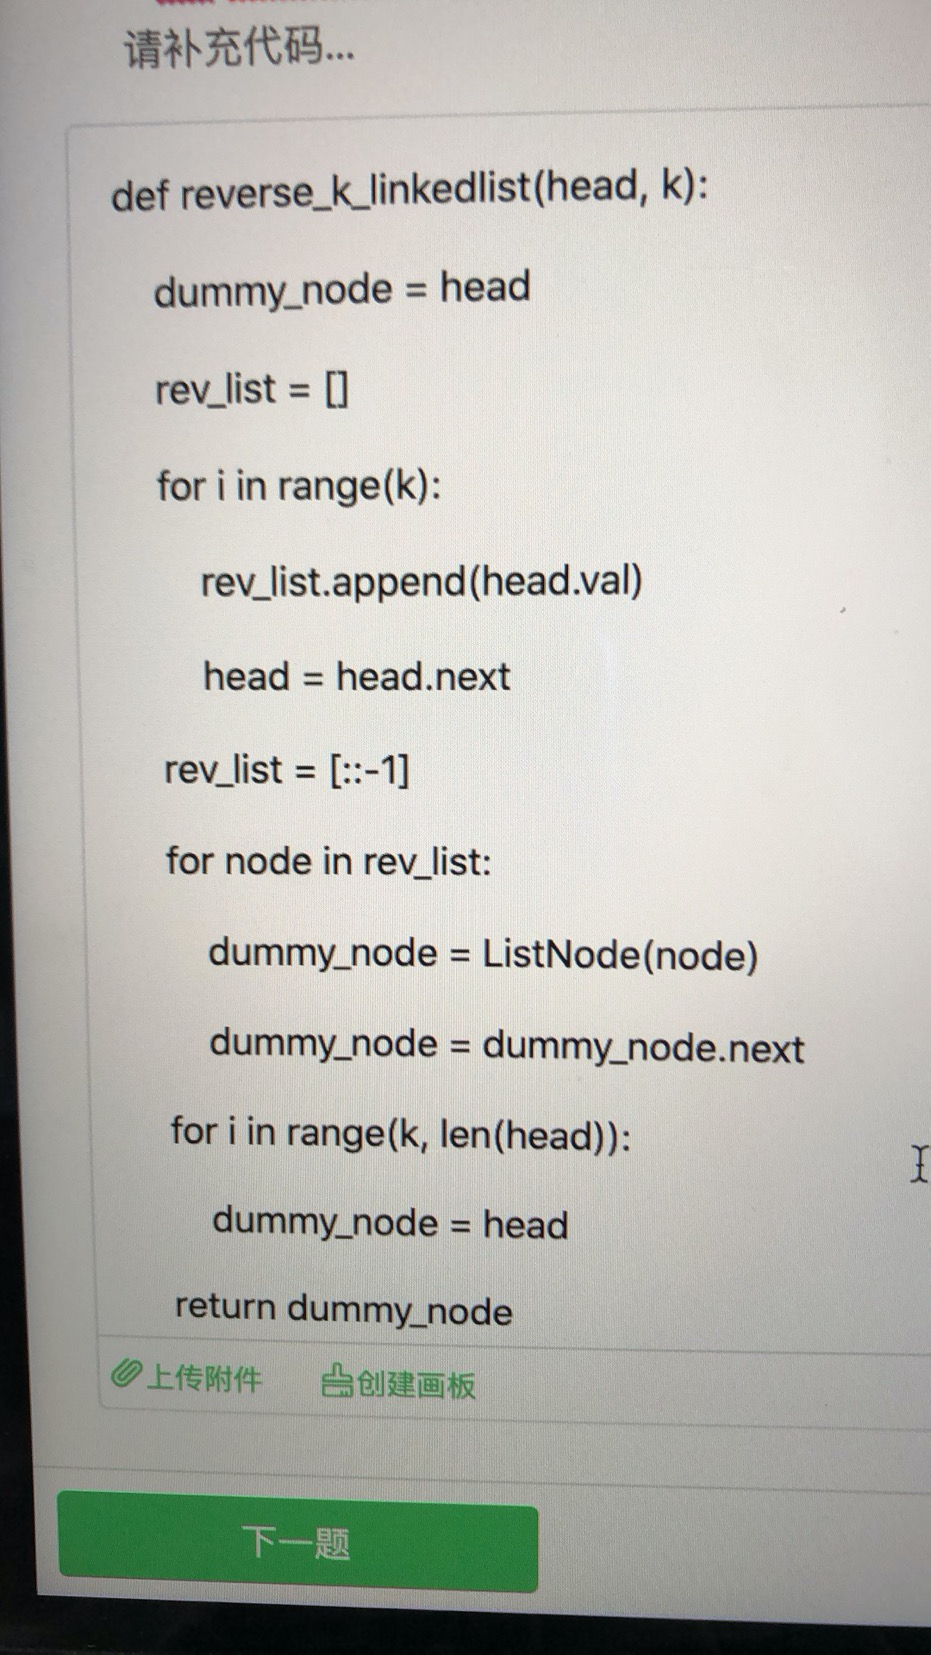 请补充代码...
def reverse_k_linkedlist(head, k):
dummy_node = head
rev_list = []
for i in range(k):
rev_list.append(head.val)
head = head.next
rev_list = [::-1]
for node in rev_list:
dummy_node = ListNode(node)
dummy_node = dummy_node.next
for i in range(k, len(head)):
dummy_node = head
return dummy_node
上传附件 创建画板
下一题